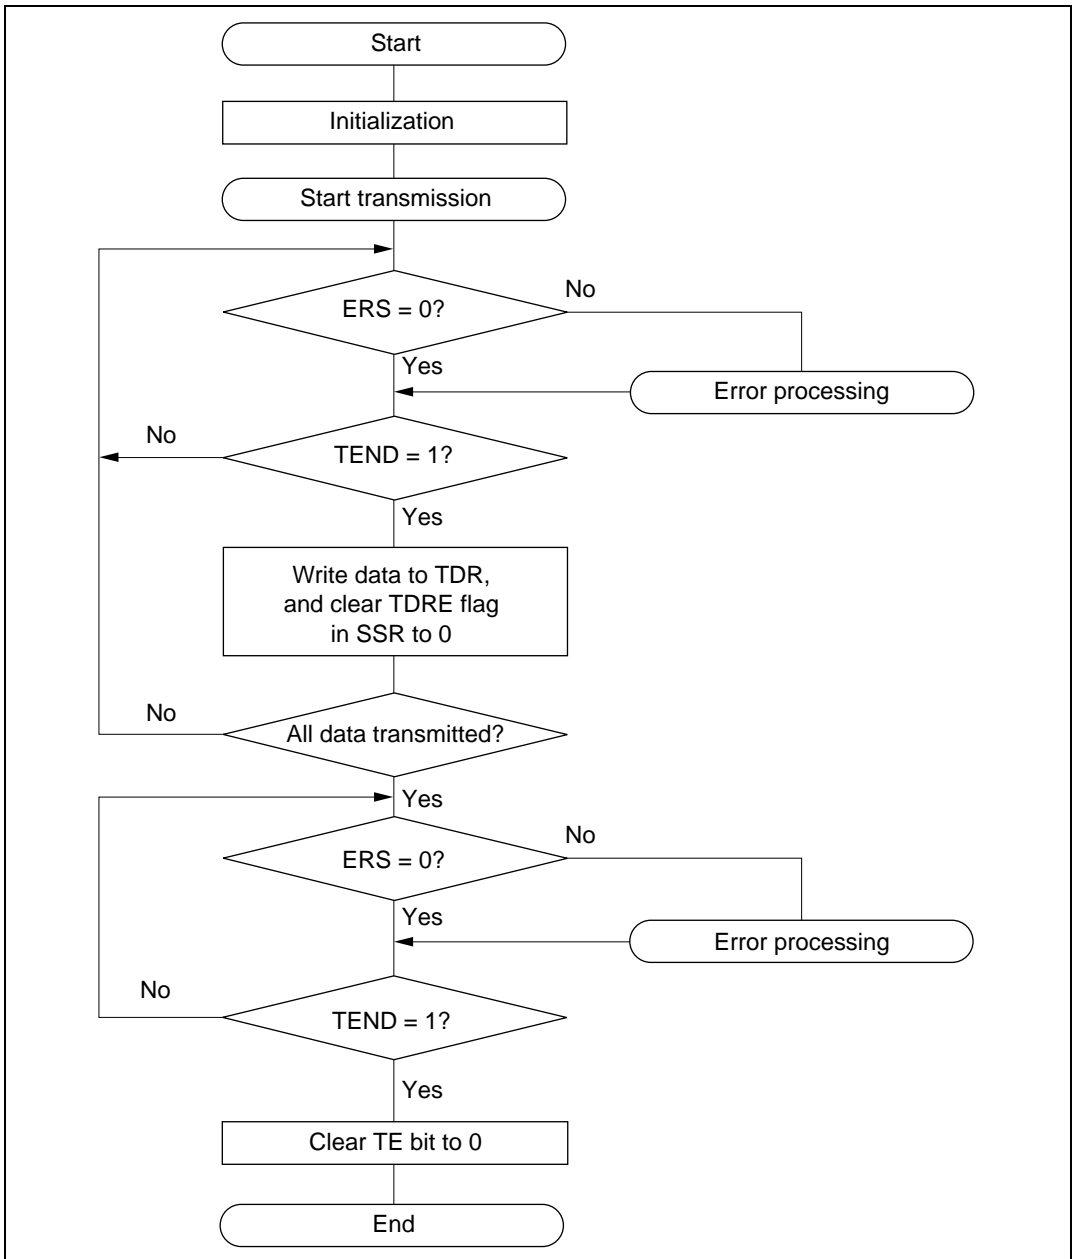 Start
Initialization
Start transmission
ERS = 0?
No
Yes
Error processing
No
TEND = 1?
Yes
Write data to TDR,
and clear TDRE flag
in SSR to 0
No
All data transmitted?
Yes
No
ERS = 0?
Yes
Error processing
No
TEND = 1?
Yes
Clear TE bit to 0
End